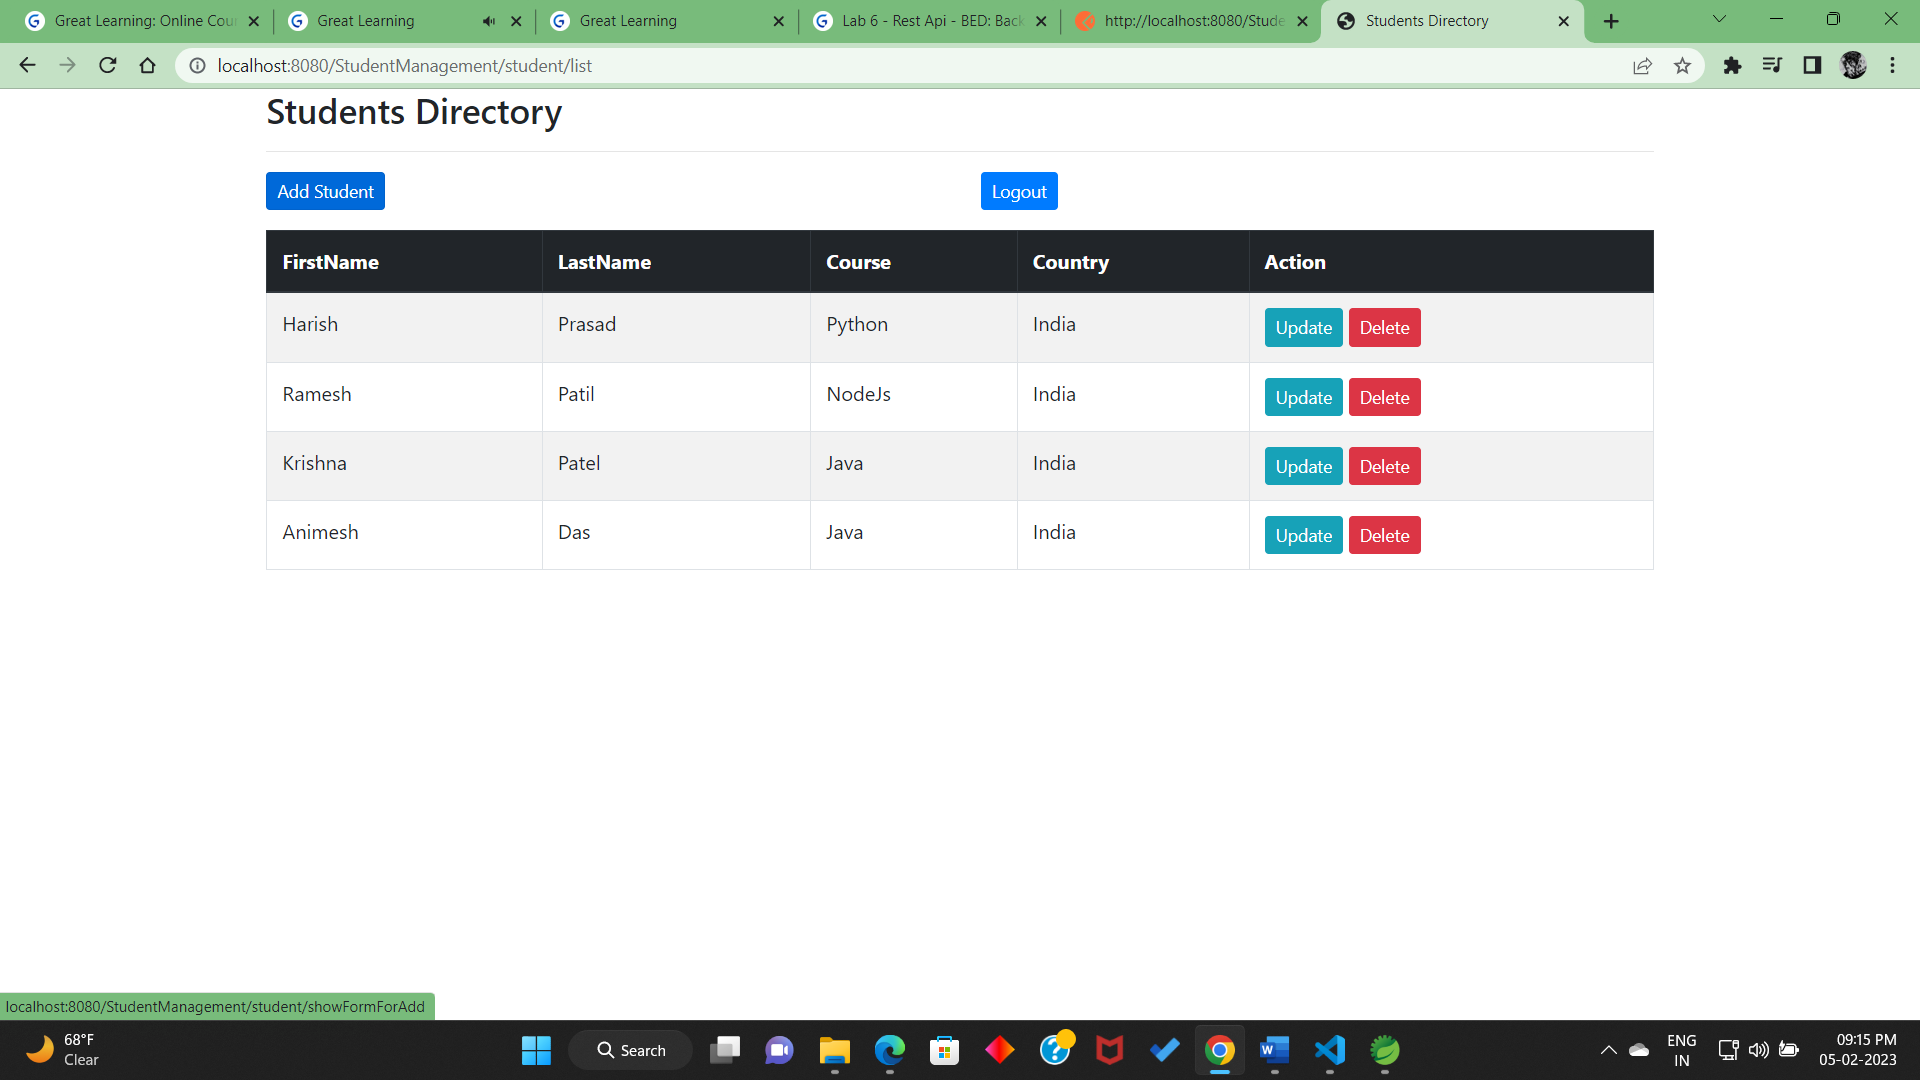 Great Learning: Online Cour
Great Learning
Great Learning
Lab 6 - Rest Api - BED: Back
http://localhost:8080/Stude
Students Directory
localhost:8080/StudentManagement/student/list
Students Directory
Add Student
Logout
FirstName LastName Course Country Action
Harish Prasad Python India Update Delete
Ramesh Patil NodeJs India Update Delete
Krishna Patel Java India Update Delete
Animesh Das Java India Update Delete
localhost:8080/StudentManagement/student/showFormForAdd
68°F
Clear
Search
ENG
IN
09:15 PM
05-02-2023